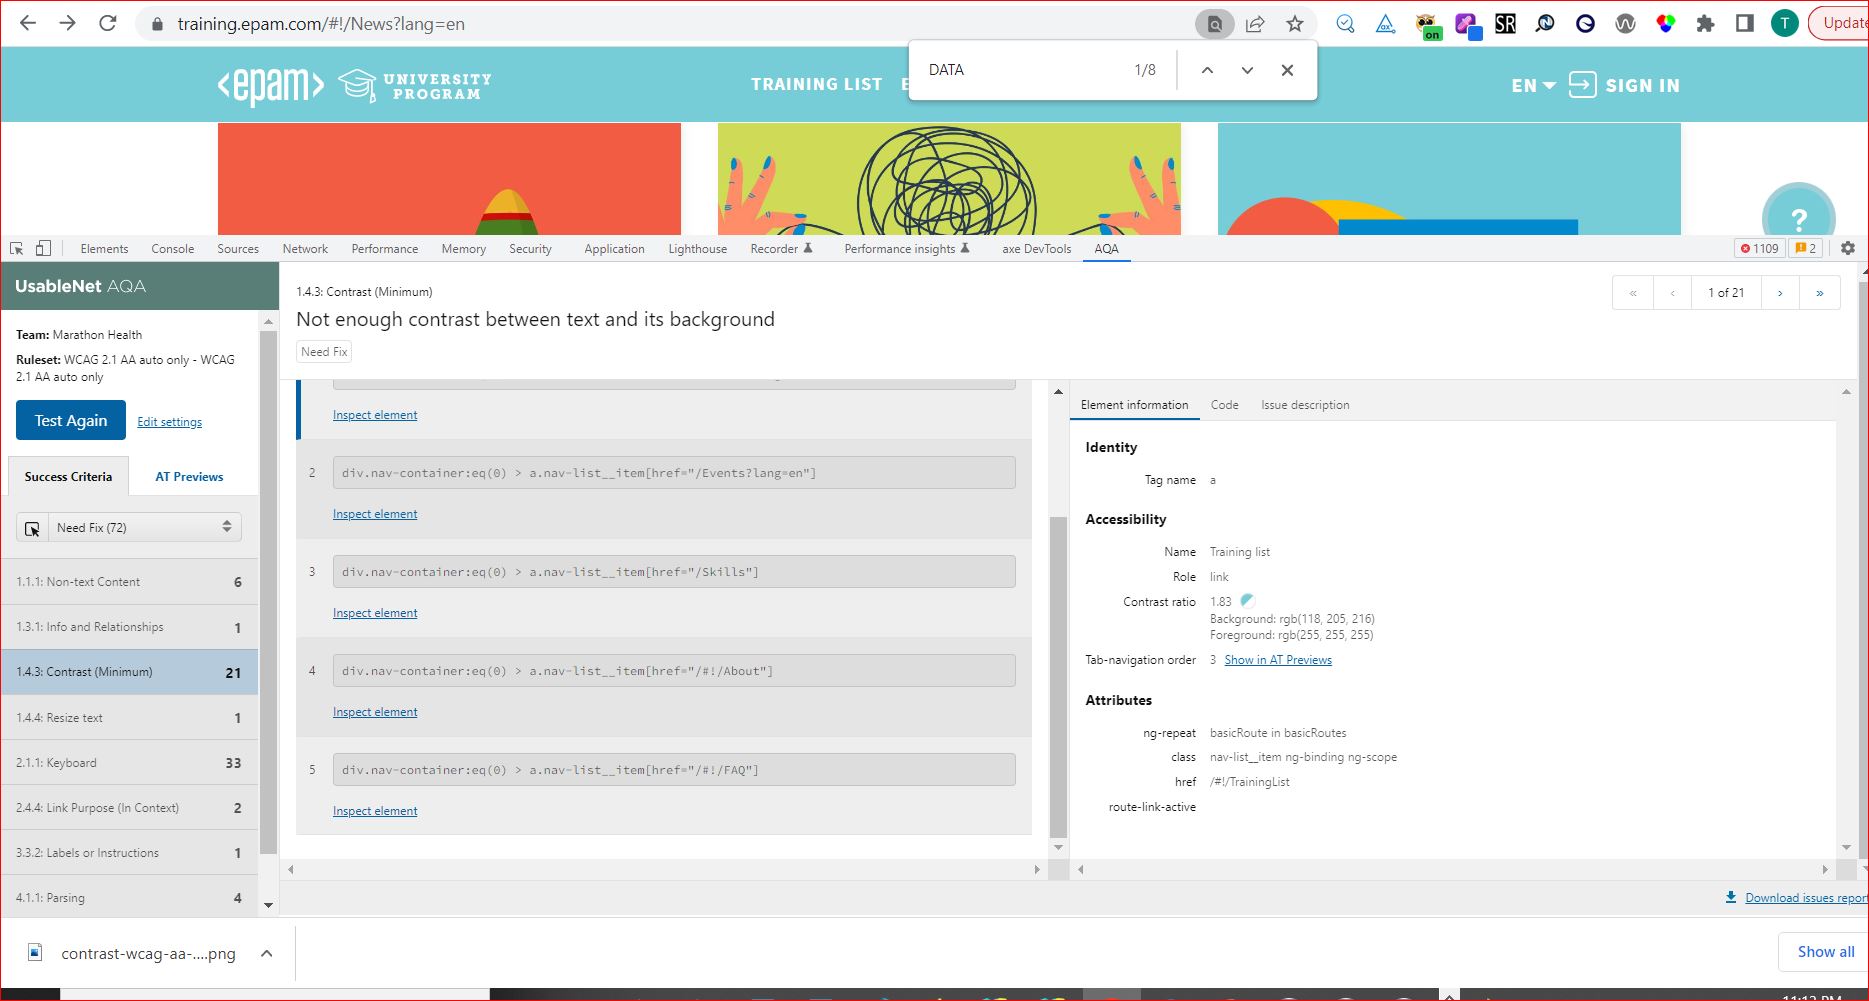 training.epam.com/#!/News?lang=en
SR
on
T
Update
DATA
1/8
<epam>
UNIVERSITY
PROGRAM
TRAINING LIST
EN
SIGN IN
?
Elements
Console
Sources
Network
Performance
Memory
Security
Application
Lighthouse
Recorder
Performance insights
axe DevTools
AQA
1109
2
UsableNet AQA
Team: Marathon Health
Ruleset: WCAG 2.1 AA auto only - WCAG
2.1 AA auto only
Test Again
Edit settings
Success Criteria
AT Previews
Need Fix (72)
1.1.1: Non-text Content 6
1.3.1: Info and Relationships 1
1.4.3: Contrast (Minimum) 21
1.4.4: Resize text 1
2.1.1: Keyboard 33
2.4.4: Link Purpose (In Context) 2
3.3.2: Labels or Instructions 1
4.1.1: Parsing 4
1.4.3: Contrast (Minimum)
Not enough contrast between text and its background
Need Fix
« ‹ 1 of 21 › »
Inspect element
2 div.nav-container:eq(0) > a.nav-list__item[href="/Events?lang=en"]
Inspect element
3 div.nav-container:eq(0) > a.nav-list__item[href="/Skills"]
Inspect element
4 div.nav-container:eq(0) > a.nav-list__item[href="/#!/About"]
Inspect element
5 div.nav-container:eq(0) > a.nav-list__item[href="/#!/FAQ"]
Inspect element
Element information
Code
Issue description
Identity
Tag name a
Accessibility
Name Training list
Role link
Contrast ratio 1.83
Background: rgb(118, 205, 216)
Foreground: rgb(255, 255, 255)
Tab-navigation order 3 Show in AT Previews
Attributes
ng-repeat basicRoute in basicRoutes
class nav-list__item ng-binding ng-scope
href /#!/TrainingList
route-link-active
Download issues report
contrast-wcag-aa-....png
Show all